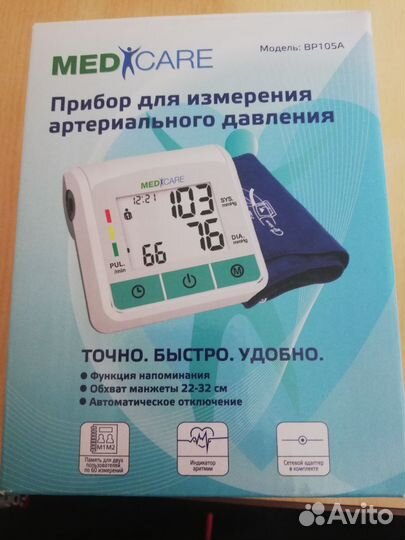 MEDICARE
Модель: BP105A
Прибор для измерения
артериального давления
MEDICARE
12:21
103
SYS.
mmHg
76
DIA.
mmHg
PUL.
/min
66
M
ТОЧНО. БЫСТРО. УДОБНО.
Функция напоминания
Обхват манжеты 22-32 см
Автоматическое отключение
M1 M2
Память для двух
пользователей
по 60 измерений
Индикатор
аритмии
Сетевой адаптер
в комплекте
Avito